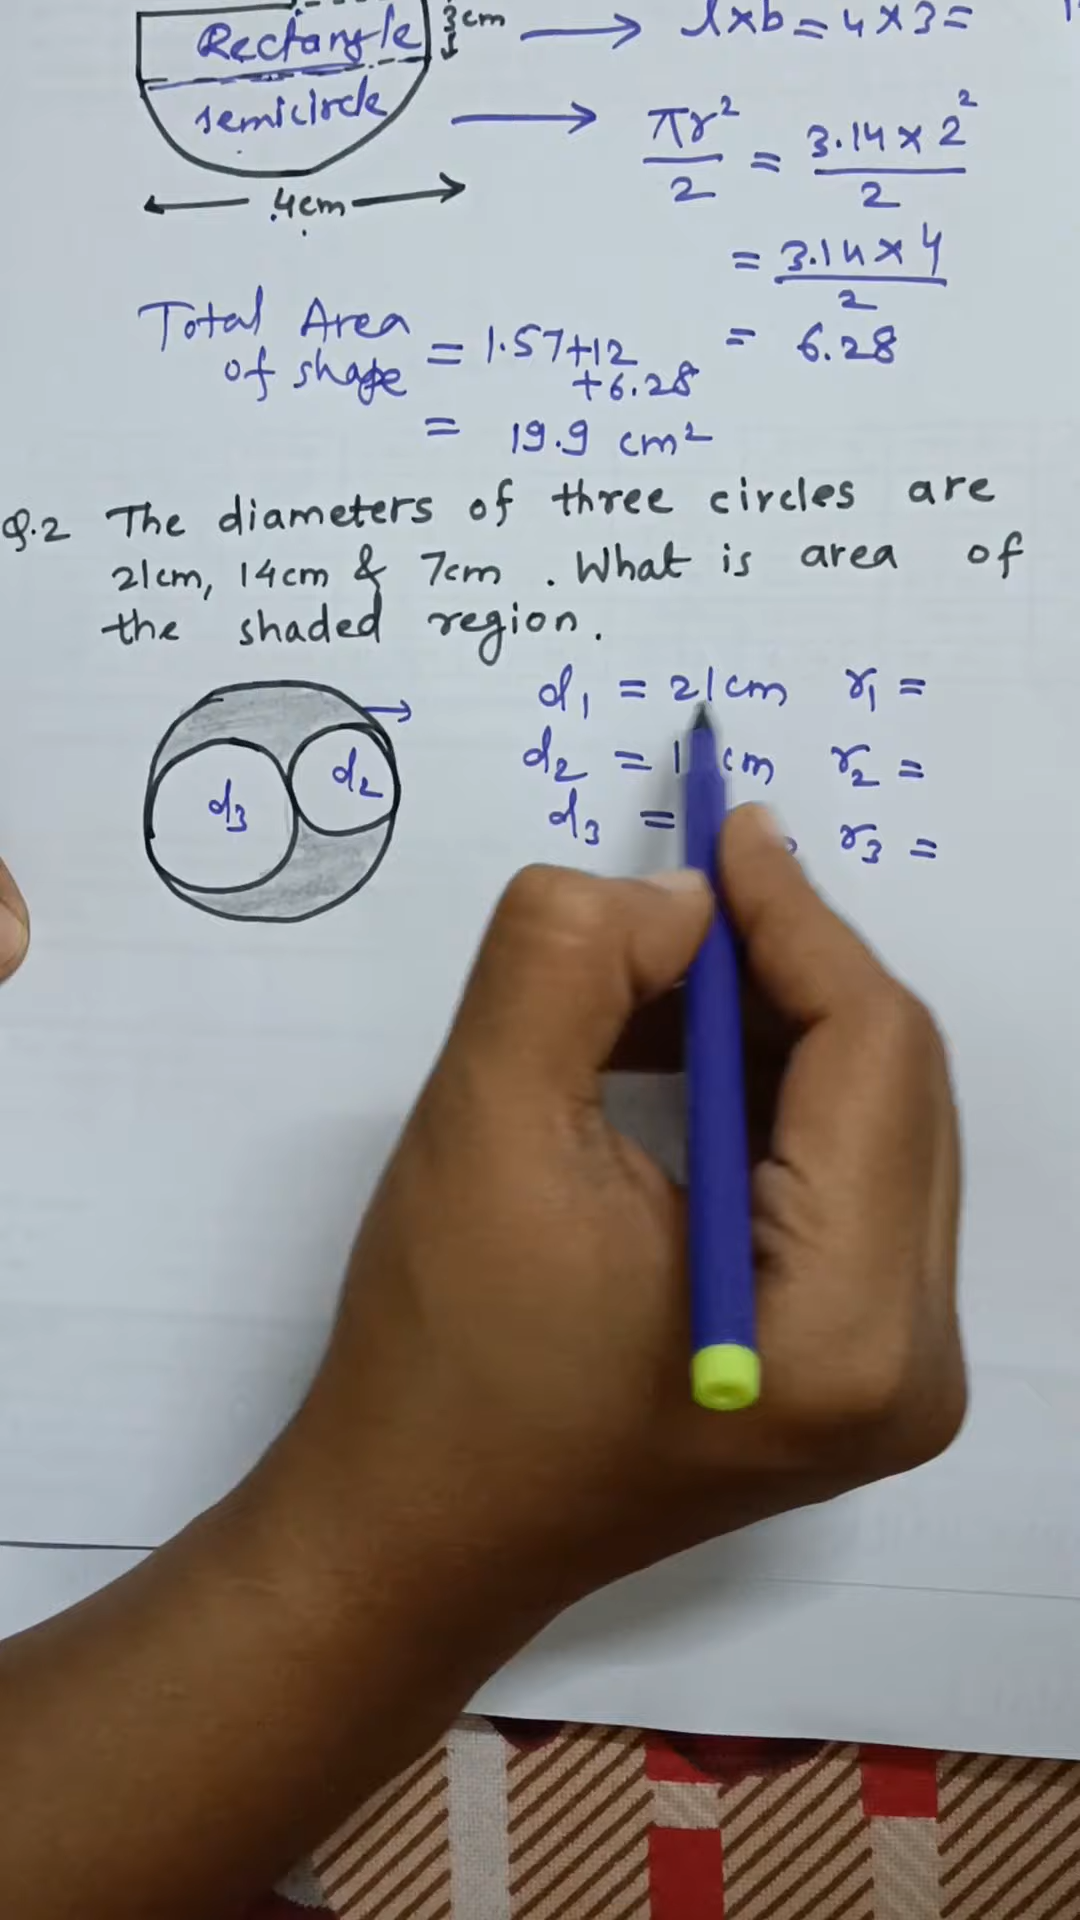 Rectangle 3cm → l×b = 4×3 =
semicircle → πr²/2 = 3.14×2²/2
4cm
= 3.14×4/2
Total Area of shape = 1.57+12+6.28 = 6.28
= 19.9 cm²
Q.2 The diameters of three circles are
21cm, 14cm & 7cm . What is area of
the shaded region.
d₁ = 21cm r₁ =
d₂ = 1 cm r₂ =
d₃ = r₃ =
d₃ d₂